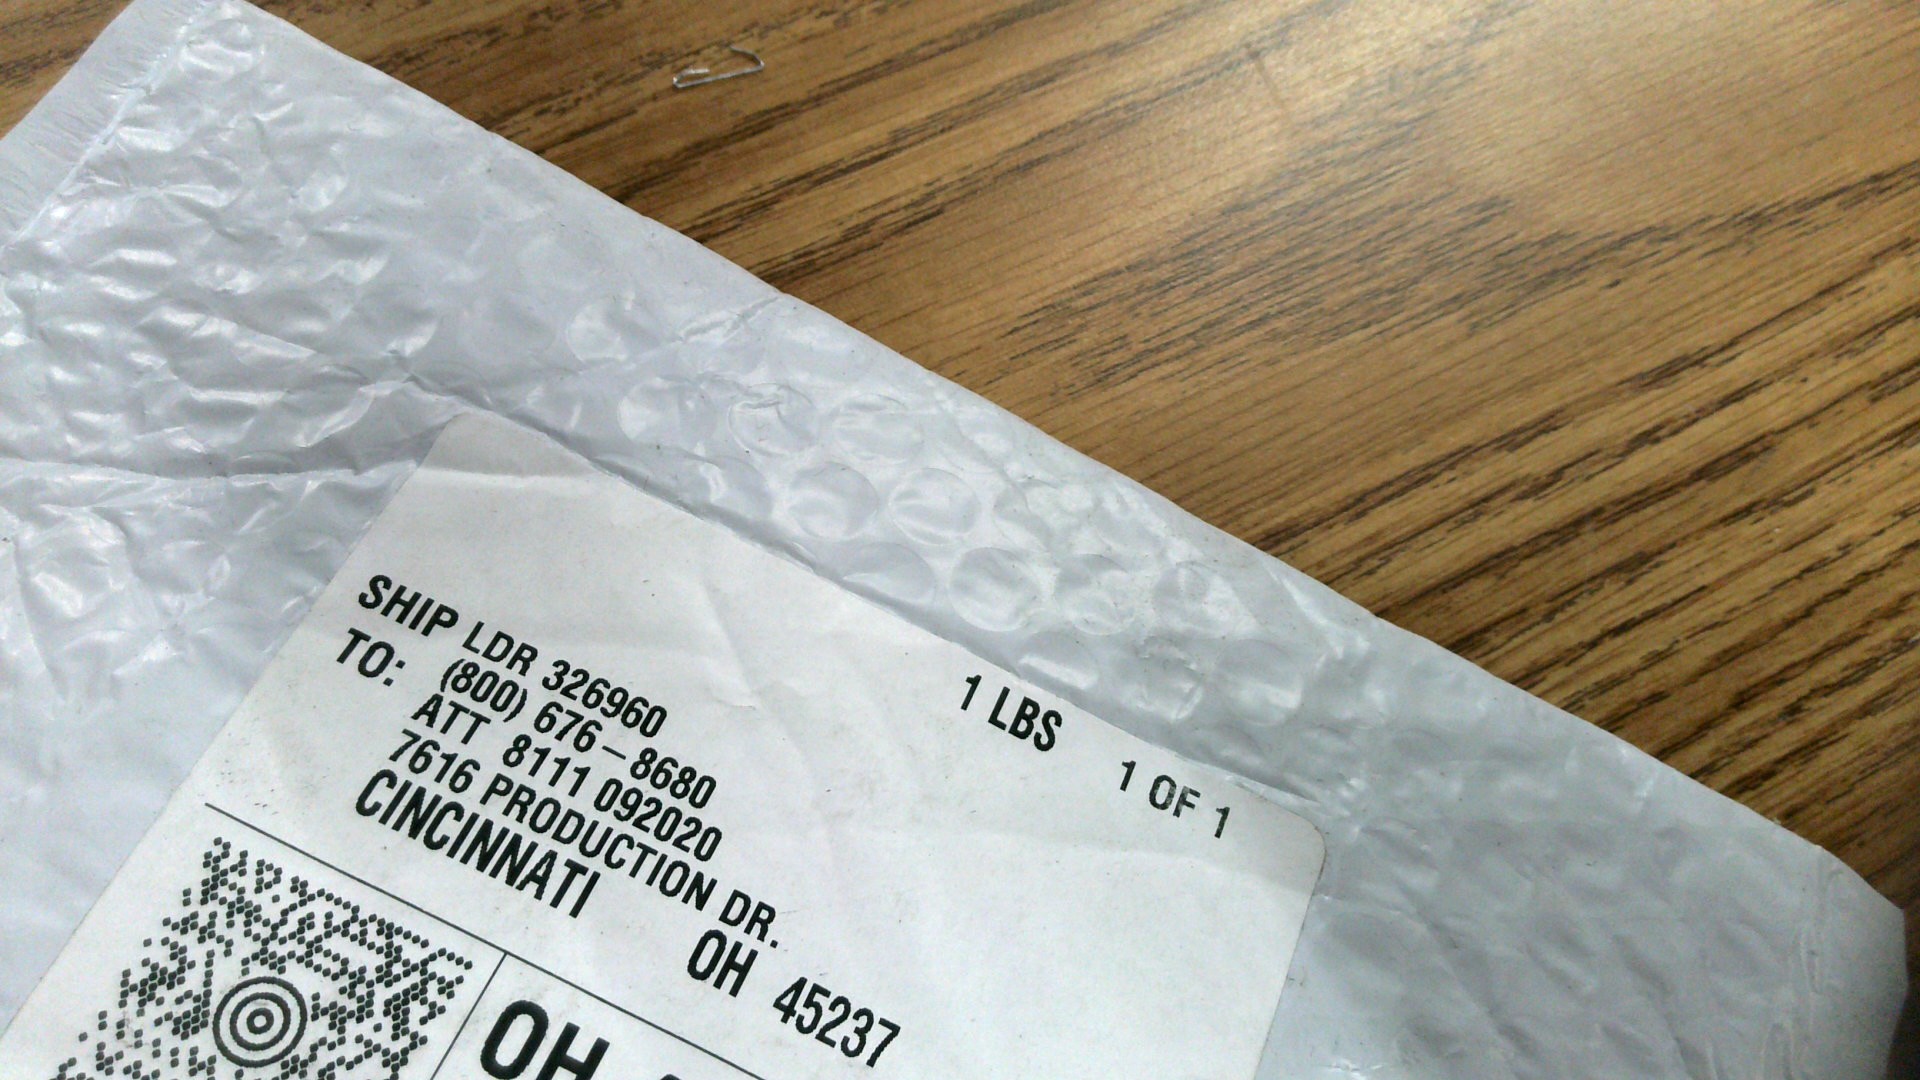 SHIP LDR 326960
TO: (800) 676-8680
ATT 8111 092020
7616 PRODUCTION DR.
CINCINNATI OH 45237
1 LBS
1 OF 1
OH